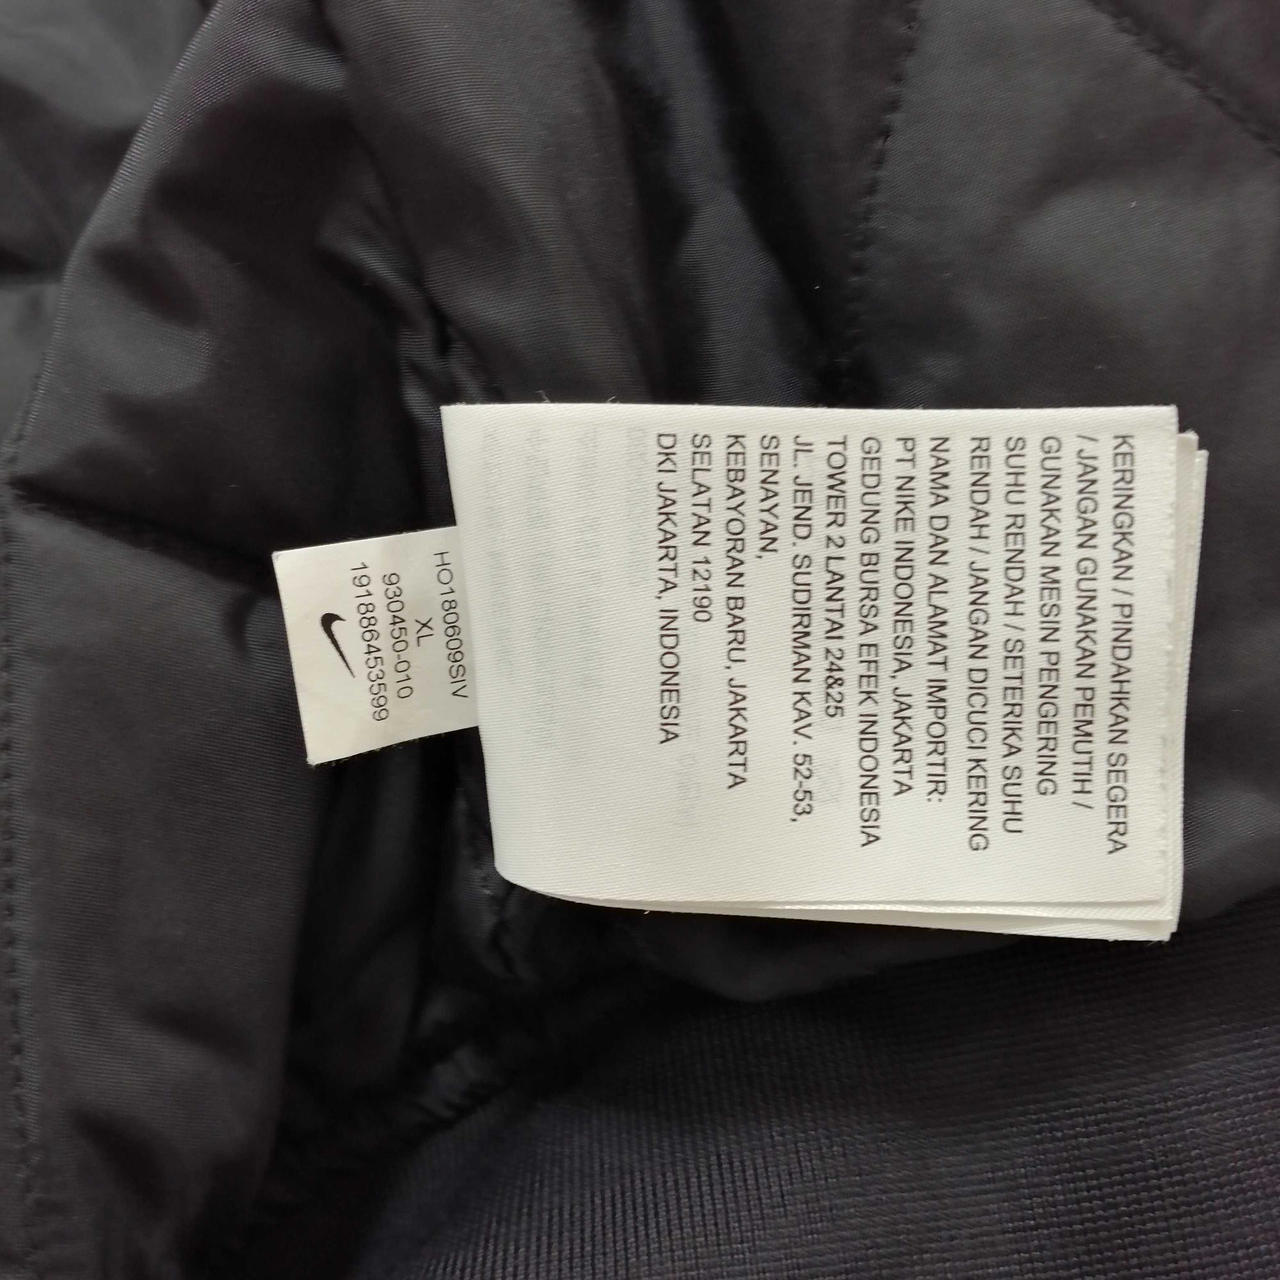 KERINGKAN / PINDAHKAN SEGERA
/ JANGAN GUNAKAN PEMUTIH /
GUNAKAN MESIN PENGERING
SUHU RENDAH / SETERIKA SUHU
RENDAH / JANGAN DICUCI KERING
NAMA DAN ALAMAT IMPORTIR:
PT NIKE INDONESIA, JAKARTA
GEDUNG BURSA EFEK INDONESIA
TOWER 2 LANTAI 24&25
JL. JEND. SUDIRMAN KAV. 52-53,
SENAYAN,
KEBAYORAN BARU, JAKARTA
SELATAN 12190
DKI JAKARTA, INDONESIA
HO180609SIV
XL
930450-010
191886453599